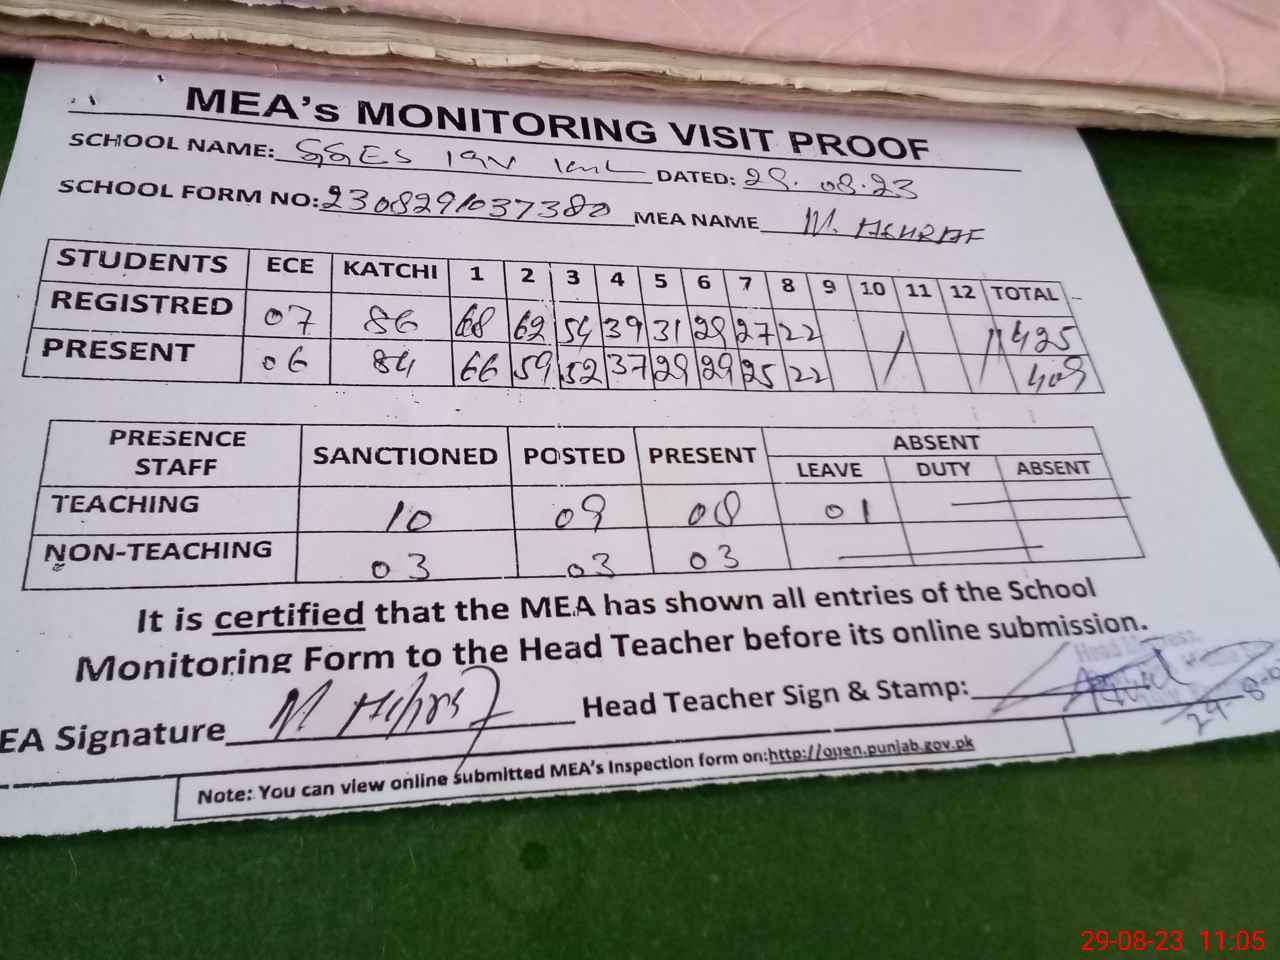 MEA's MONITORING VISIT PROOF
SCHOOL NAME: GGES 19V DATED: 29.08.23
SCHOOL FORM NO: 2308291037380 MEA NAME M. ASHRAF
STUDENTS ECE KATCHI 1 2 3 4 5 6 7 8 9 10 11 12 TOTAL
REGISTRED 07 86 68 62 54 39 31 29 27 22 425
PRESENT 06 84 66 59 52 37 29 29 25 22 409
PRESENCE STAFF SANCTIONED POSTED PRESENT ABSENT
LEAVE DUTY ABSENT
TEACHING 10 09 08 01
NON-TEACHING 03 03 03
It is certified that the MEA has shown all entries of the School
Monitoring Form to the Head Teacher before its online submission.
EA Signature M Ashraf Head Teacher Sign & Stamp:
Note: You can view online submitted MEA's Inspection form on:http://open.punjab.gov.pk
29-08-23 11:05